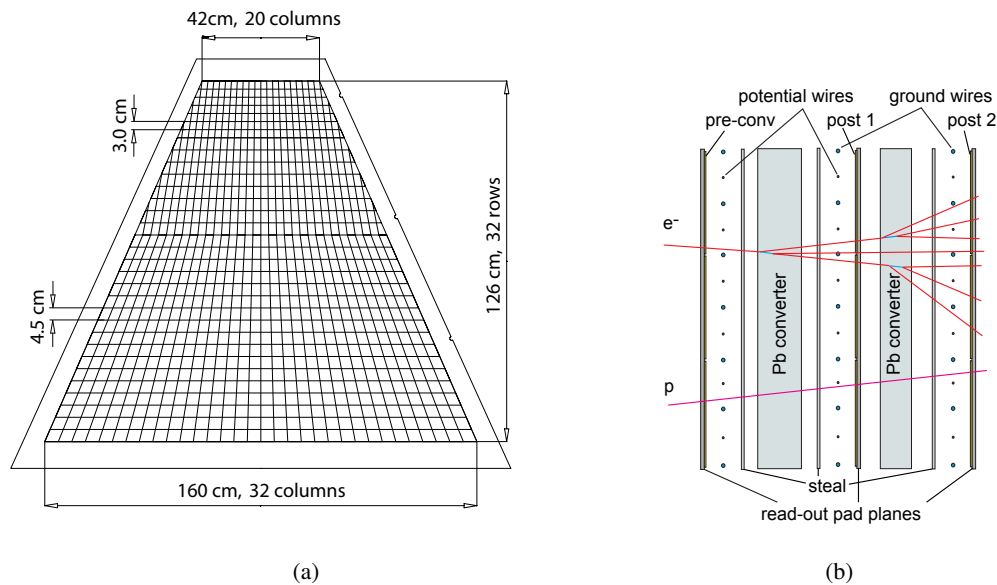 42cm, 20 columns
3.0 cm
4.5 cm
126 cm, 32 rows
160 cm, 32 columns
(a)
potential wires
ground wires
pre-conv
post 1
post 2
e-
Pb converter
Pb converter
p
steal
read-out pad planes
(b)